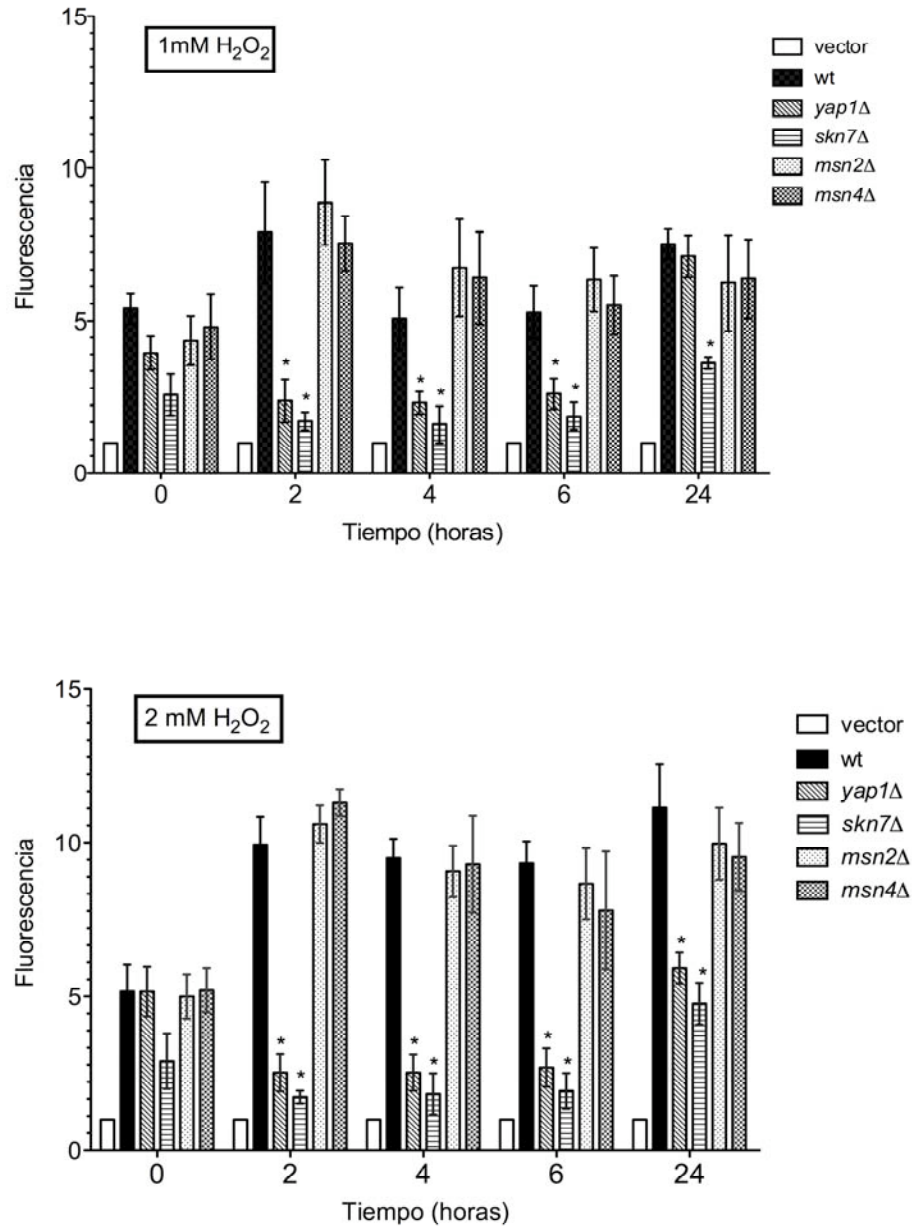 15
1mM H₂O₂
vector
wt
yap1Δ
skn7Δ
msn2Δ
msn4Δ
10
Fluorescencia
5
* * * * * * *
0
0 2 4 6 24
Tiempo (horas)
15
2 mM H₂O₂
vector
wt
yap1Δ
skn7Δ
msn2Δ
msn4Δ
10
Fluorescencia
5
* * * * * * * *
0
0 2 4 6 24
Tiempo (horas)